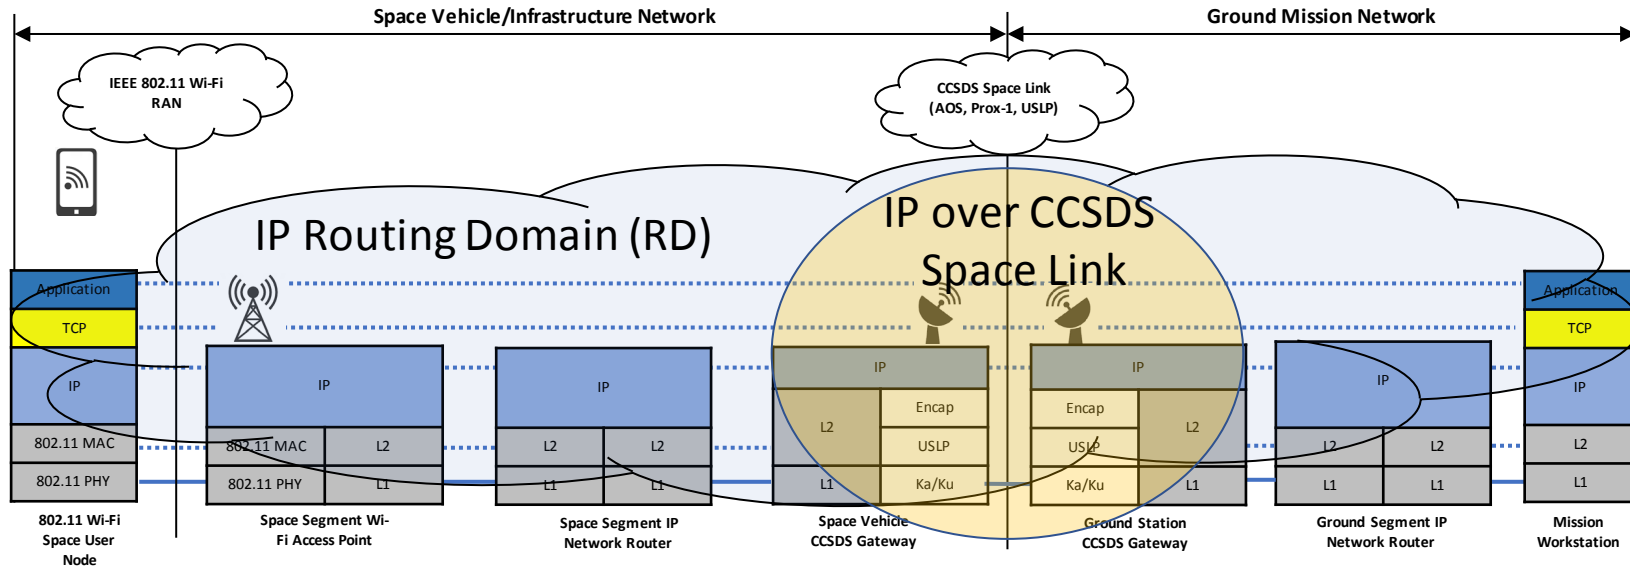 Space Vehicle/Infrastructure Network
Ground Mission Network
IEEE 802.11 Wi-Fi
RAN
CCSDS Space Link
(AOS, Prox-1, USLP)
IP Routing Domain (RD)
IP over CCSDS
Space Link
Application
TCP
IP
802.11 MAC
802.11 PHY
802.11 Wi-Fi
Space User
Node
IP
802.11 MAC
L2
802.11 PHY
L1
Space Segment Wi-
Fi Access Point
IP
L2
L2
L1
L1
Space Segment IP
Network Router
IP
L2
Encap
USLP
L1
Ka/Ku
Space Vehicle
CCSDS Gateway
IP
Encap
L2
USLP
Ka/Ku
L1
Ground Station
CCSDS Gateway
IP
L2
L2
L1
L1
Ground Segment IP
Network Router
Application
TCP
IP
L2
L1
Mission
Workstation